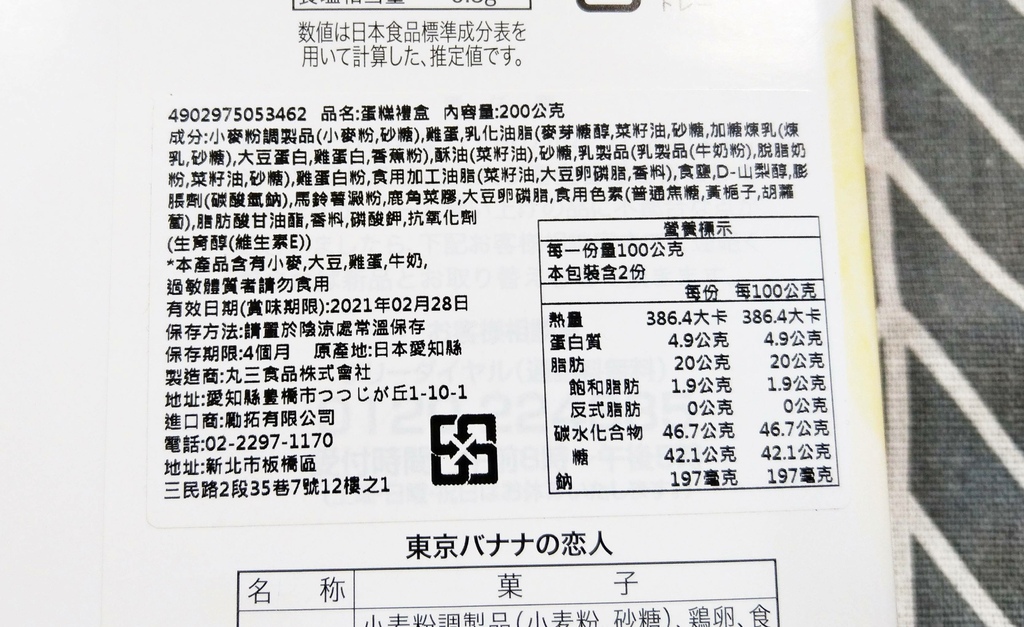 数値は日本食品標準成分表を
用いて計算した、推定値です。
トレー
4902975053462 品名:蛋糕禮盒 內容量:200公克
成分:小麥粉調製品(小麥粉,砂糖),雞蛋,乳化油脂(麥芽糖醇,菜籽油,砂糖,加糖煉乳(煉
乳,砂糖),大豆蛋白,雞蛋白,香蕉粉),酥油(菜籽油),砂糖,乳製品(乳製品(牛奶粉),脫脂奶
粉,菜籽油,砂糖),雞蛋白粉,食用加工油脂(菜籽油,大豆卵磷脂,香料),食鹽,D-山梨醇,膨
脹劑(碳酸氫鈉),馬鈴薯澱粉,鹿角菜膠,大豆卵磷脂,食用色素(普通焦糖,黃梔子,胡蘿
蔔),脂肪酸甘油酯,香料,磷酸鉀,抗氧化劑
(生育醇(維生素E))
*本產品含有小麥,大豆,雞蛋,牛奶,
過敏體質者請勿食用
有效日期(賞味期限):2021年02月28日
保存方法:請置於陰涼處常溫保存
保存期限:4個月 原產地:日本愛知縣
製造商:丸三食品株式會社
地址:愛知縣豊橋市つつじが丘1-10-1
進口商:勵拓有限公司
電話:02-2297-1170
地址:新北市板橋區
三民路2段35巷7號12樓之1
營養標示
每一份量100公克
本包裝含2份
每份 每100公克
熱量 386.4大卡 386.4大卡
蛋白質 4.9公克 4.9公克
脂肪 20公克 20公克
飽和脂肪 1.9公克 1.9公克
反式脂肪 0公克 0公克
碳水化合物 46.7公克 46.7公克
糖 42.1公克 42.1公克
鈉 197毫克 197毫克
東京バナナの恋人
名 称 菓 子
小麦粉調製品(小麦粉、砂糖)、鶏卵、食